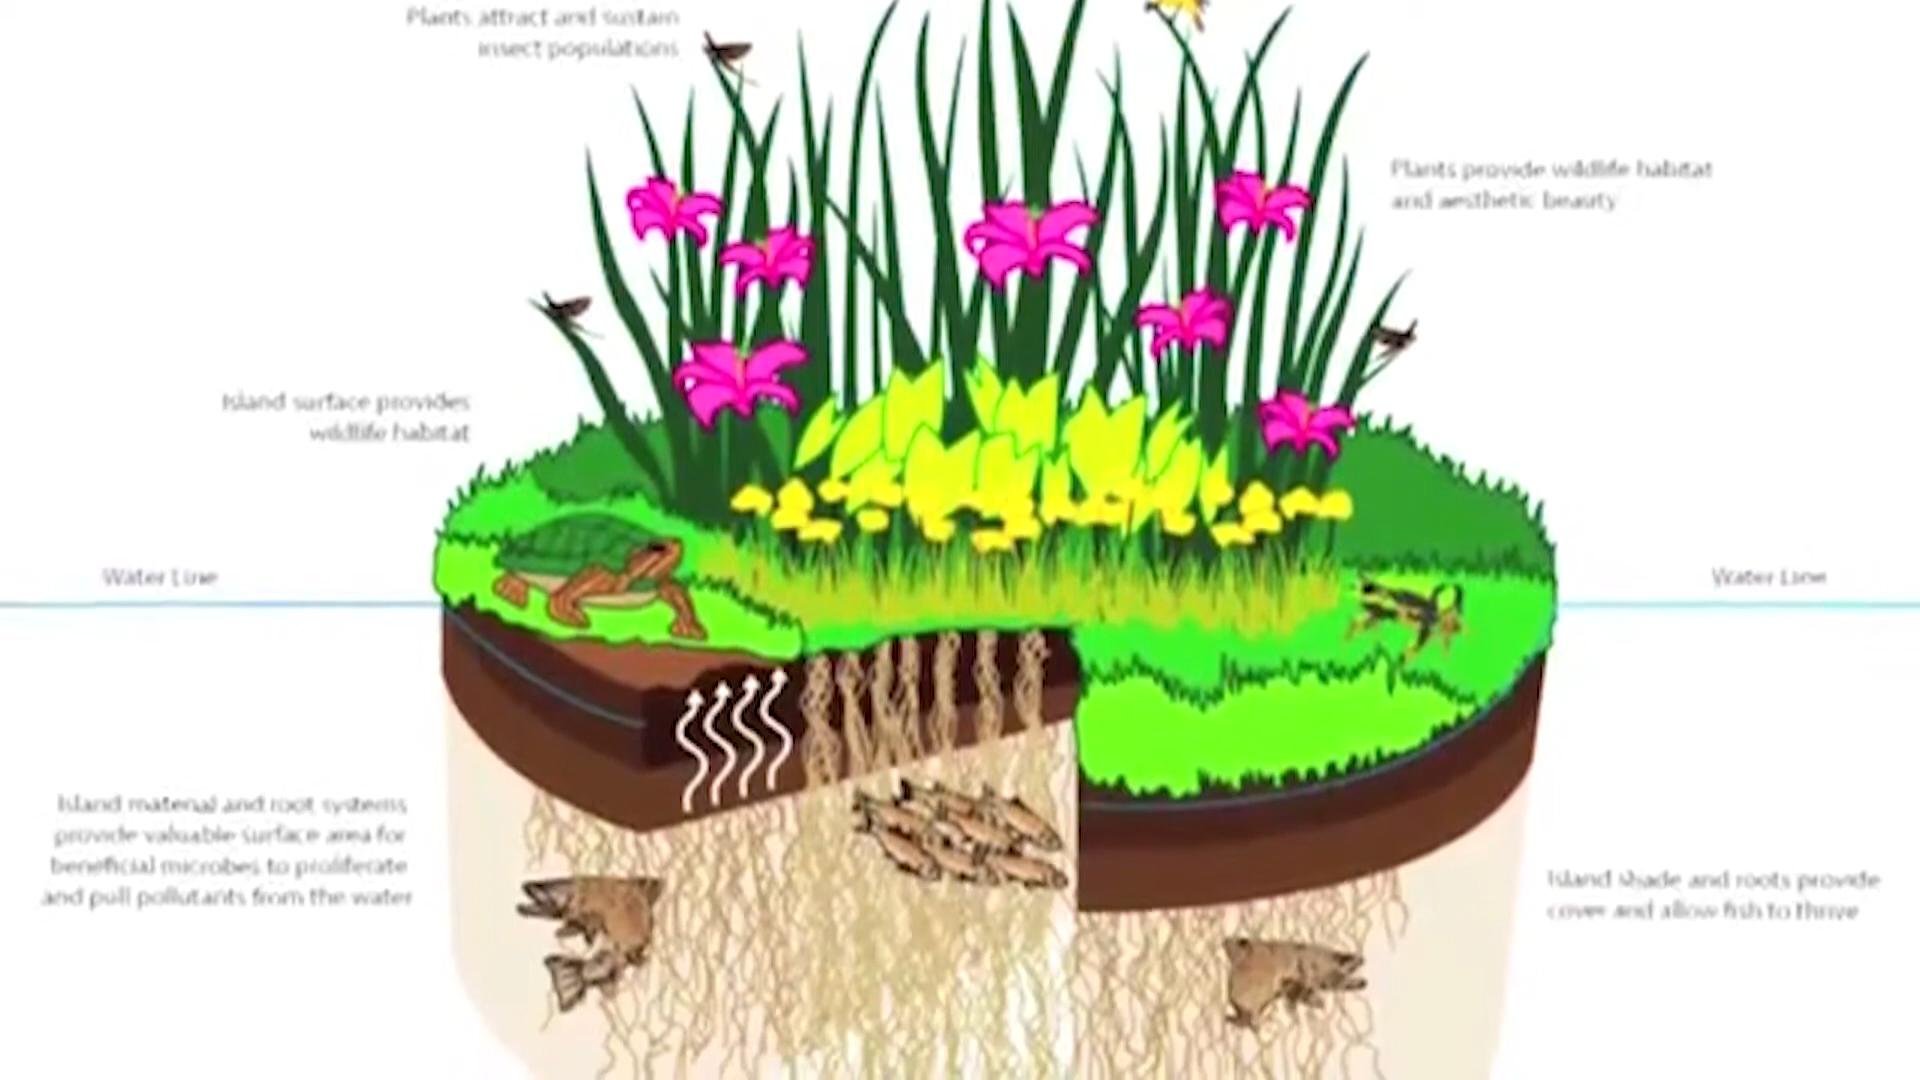 Plants attract and sustain
insect populations
Plants provide wildlife habitat
and aesthetic beauty
Island surface provides
wildlife habitat
Water Line
Water Line
Island material and root systems
provide valuable surface area for
beneficial microbes to proliferate
and pull pollutants from the water
Island shade and roots provide
cover and allow fish to thrive